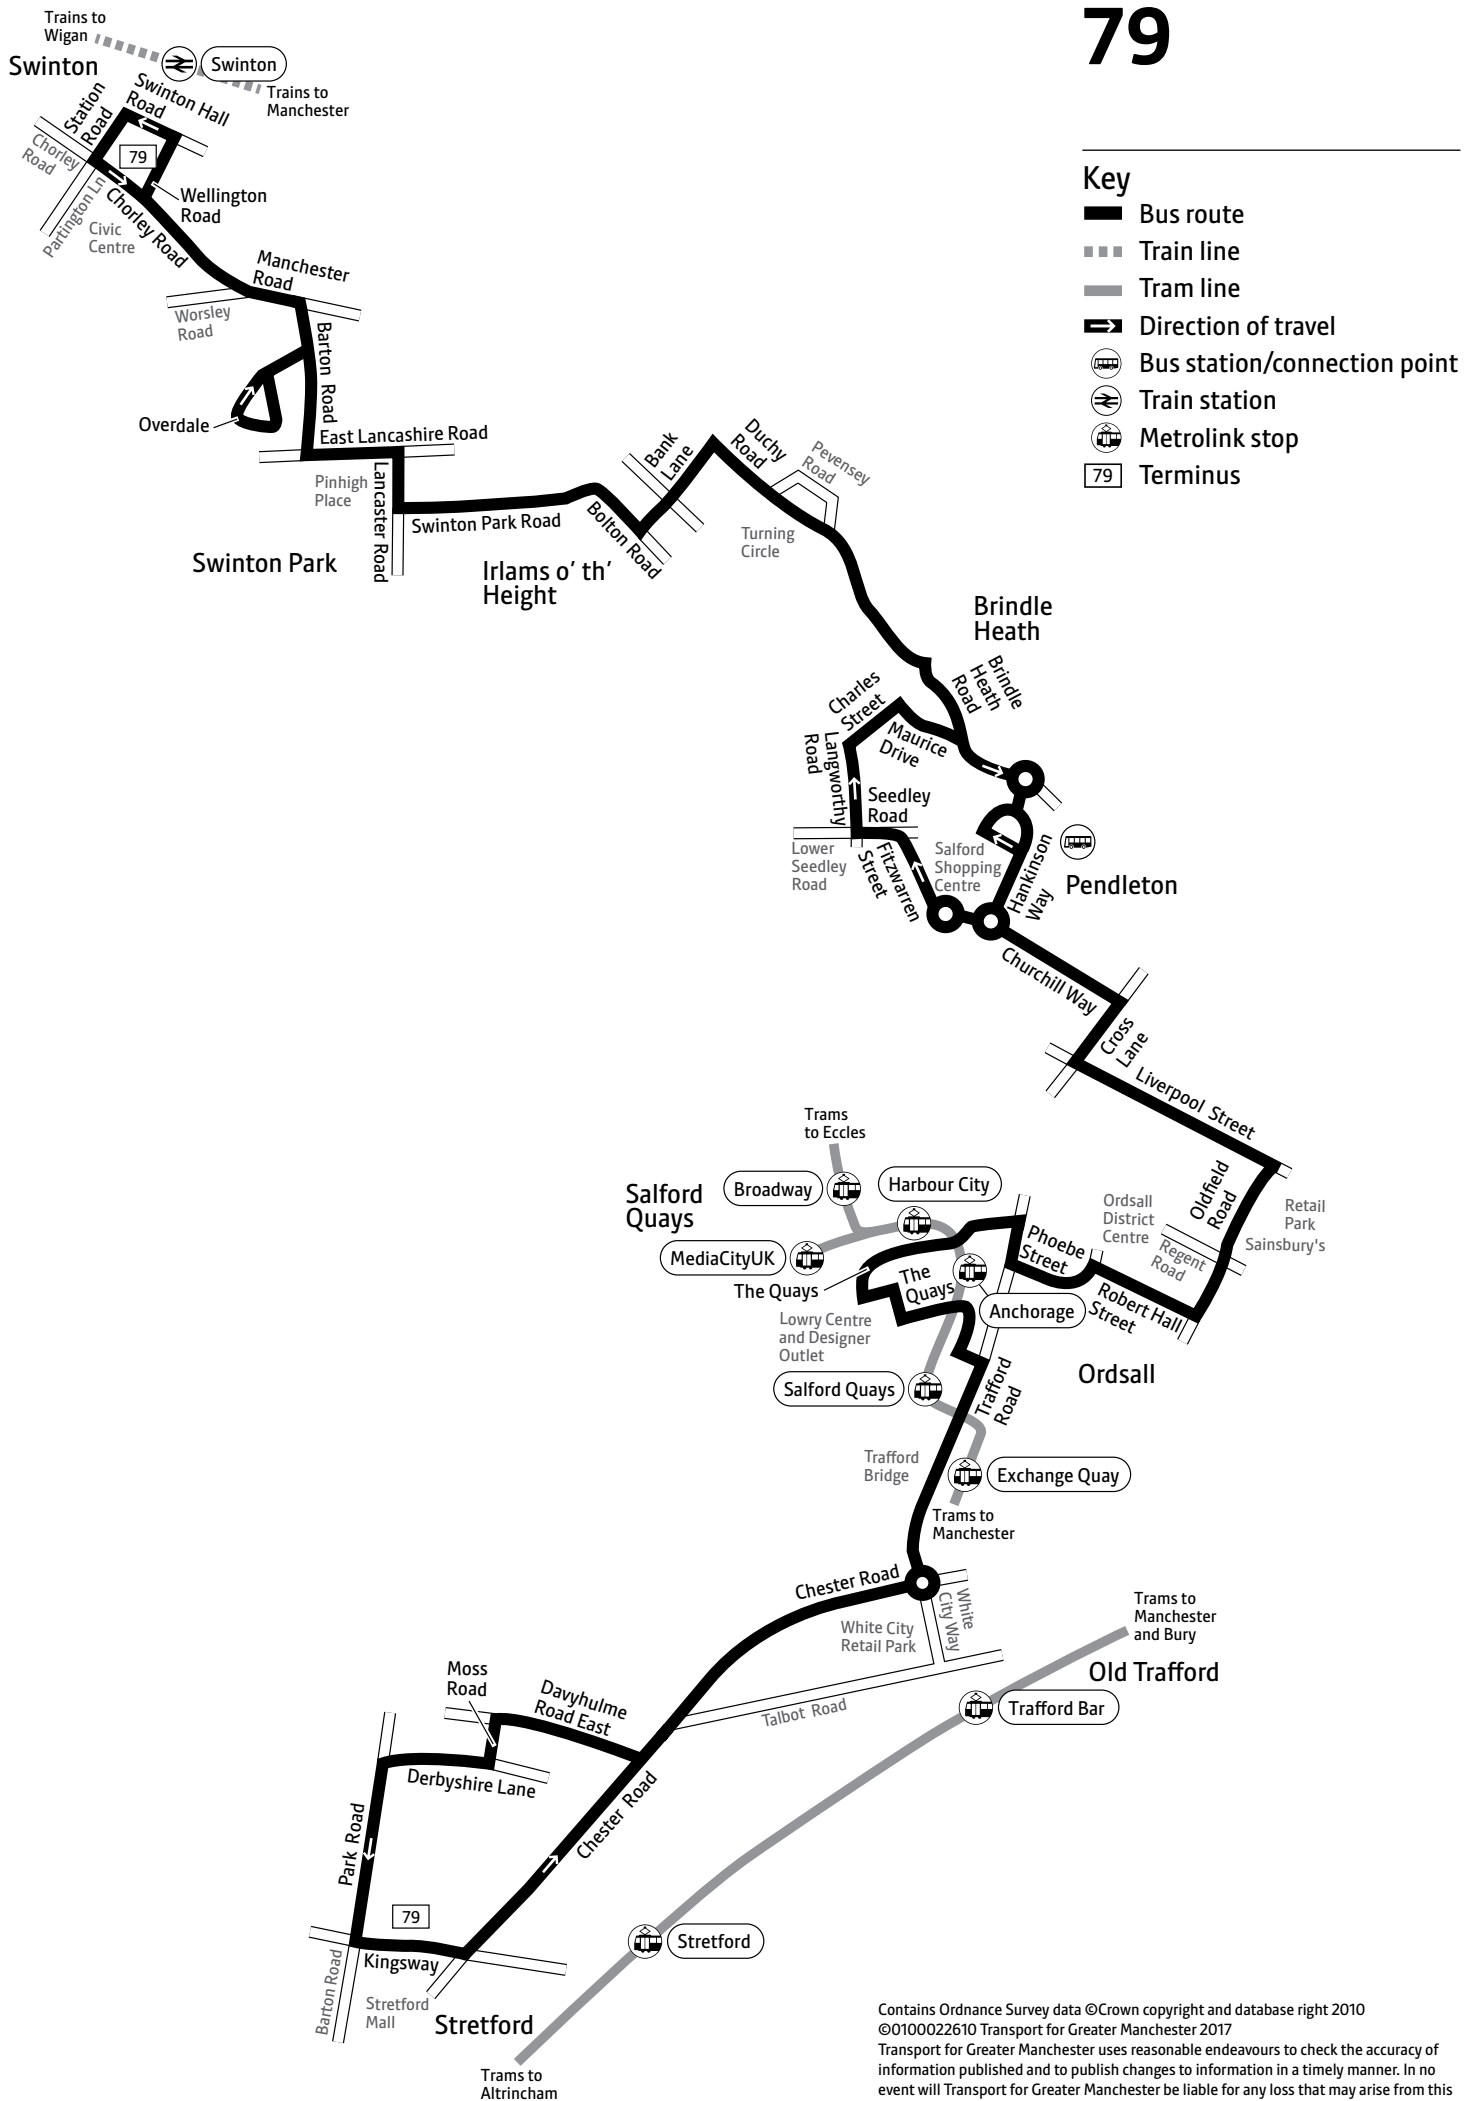 79
Trains to
Wigan
Swinton
Swinton
Trains to
Manchester
Swinton Hall
Road
Station
Road
Chorley
Road
79
Partington Ln
Wellington
Road
Chorley Road
Civic
Centre
Manchester
Road
Worsley
Road
Barton Road
Overdale
East Lancashire Road
Pinhigh
Place
Lancaster Road
Swinton Park Road
Swinton Park
Bolton Road
Irlams o' th'
Height
Bank
Lane
Duchy
Road
Pevensey
Road
Turning
Circle
Key
Bus route
Train line
Tram line
Direction of travel
Bus station/connection point
Train station
Metrolink stop
79
Terminus
Brindle
Heath
Brindle
Heath
Road
Charles
Street
Maurice
Drive
Langworthy
Road
Seedley
Road
Lower
Seedley
Road
Fitzwarren
Street
Salford
Shopping
Centre
Hankinson
Way
Pendleton
Churchill Way
Cross
Lane
Liverpool Street
Oldfield
Road
Retail
Park
Sainsbury's
Ordsall
District
Centre
Regent
Road
Trams
to Eccles
Salford
Quays
Broadway
Harbour City
MediaCityUK
The Quays
The
Quays
Anchorage
Phoebe
Street
Robert Hall
Street
Lowry Centre
and Designer
Outlet
Ordsall
Salford Quays
Trafford
Road
Trafford
Bridge
Exchange Quay
Trams to
Manchester
Chester Road
White
City Way
White City
Retail Park
Trams to
Manchester
and Bury
Old Trafford
Trafford Bar
Talbot Road
Moss
Road
Davyhulme
Road East
Derbyshire Lane
Chester Road
Park Road
79
Kingsway
Barton Road
Stretford
Mall
Stretford
Stretford
Trams to
Altrincham
Contains Ordnance Survey data ©Crown copyright and database right 2010
©0100022610 Transport for Greater Manchester 2017
Transport for Greater Manchester uses reasonable endeavours to check the accuracy of
information published and to publish changes to information in a timely manner. In no
event will Transport for Greater Manchester be liable for any loss that may arise from this